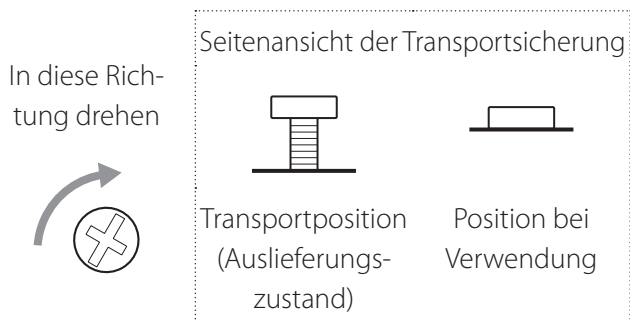 In diese Rich-
tung drehen
Seitenansicht der Transportsicherung
Transportposition
(Auslieferungs-
zustand)
Position bei
Verwendung